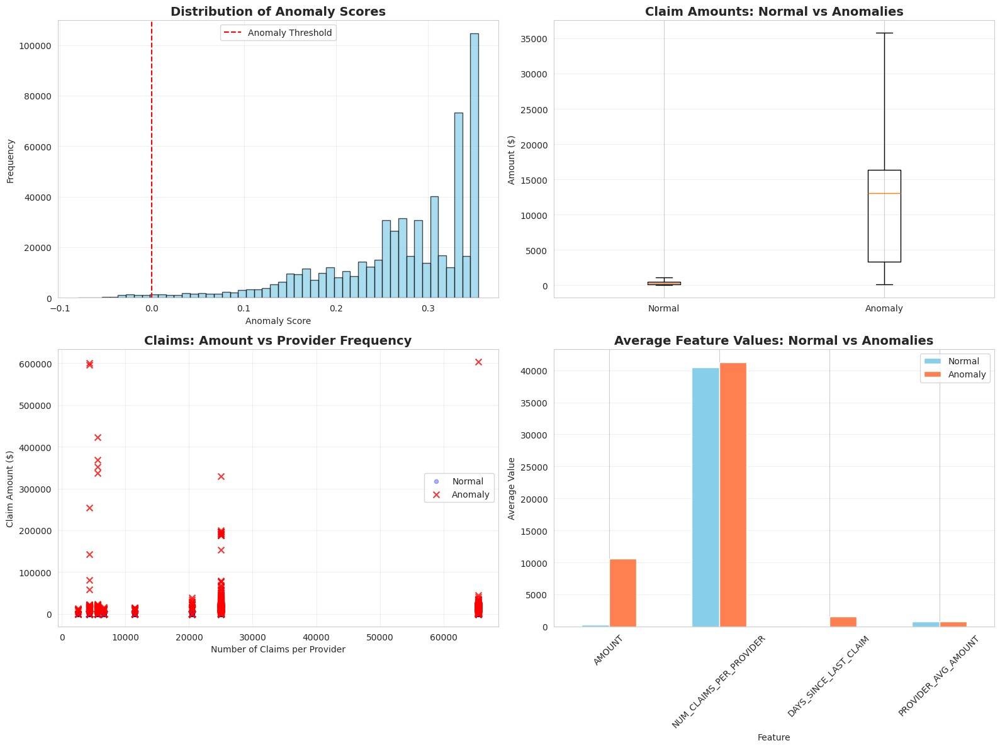 Distribution of Anomaly Scores
Anomaly Threshold
Frequency
100000
80000
60000
40000
20000
0
−0.1
0.0
0.1
0.2
0.3
Anomaly Score
Claim Amounts: Normal vs Anomalies
Amount ($)
35000
30000
25000
20000
15000
10000
5000
0
Normal
Anomaly
Claims: Amount vs Provider Frequency
Claim Amount ($)
600000
500000
400000
300000
200000
100000
0
Normal
Anomaly
0
10000
20000
30000
40000
50000
60000
Number of Claims per Provider
Average Feature Values: Normal vs Anomalies
Normal
Anomaly
Average Value
40000
35000
30000
25000
20000
15000
10000
5000
0
AMOUNT
NUM_CLAIMS_PER_PROVIDER
DAYS_SINCE_LAST_CLAIM
PROVIDER_AVG_AMOUNT
Feature